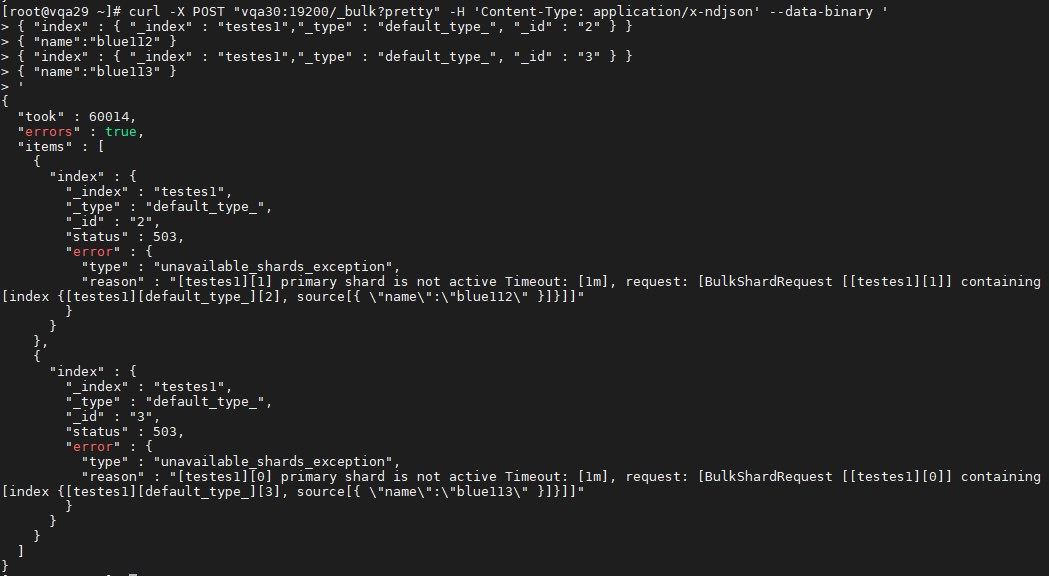 [root@vqa29 ~]# curl -X POST "vqa30:19200/_bulk?pretty" -H 'Content-Type: application/x-ndjson' --data-binary '
> { "index" : { "_index" : "testes1","_type" : "default_type_", "_id" : "2" } }
> { "name":"blue112" }
> { "index" : { "_index" : "testes1","_type" : "default_type_", "_id" : "3" } }
> { "name":"blue113" }
> '
{
  "took" : 60014,
  "errors" : true,
  "items" : [
    {
      "index" : {
        "_index" : "testes1",
        "_type" : "default_type_",
        "_id" : "2",
        "status" : 503,
        "error" : {
          "type" : "unavailable_shards_exception",
          "reason" : "[testes1][1] primary shard is not active Timeout: [1m], request: [BulkShardRequest [[testes1][1]] containing
[index {[testes1][default_type_][2], source[{ \"name\":\"blue112\" }]}]]"
        }
      }
    },
    {
      "index" : {
        "_index" : "testes1",
        "_type" : "default_type_",
        "_id" : "3",
        "status" : 503,
        "error" : {
          "type" : "unavailable_shards_exception",
          "reason" : "[testes1][0] primary shard is not active Timeout: [1m], request: [BulkShardRequest [[testes1][0]] containing
[index {[testes1][default_type_][3], source[{ \"name\":\"blue113\" }]}]]"
        }
      }
    }
  ]
}